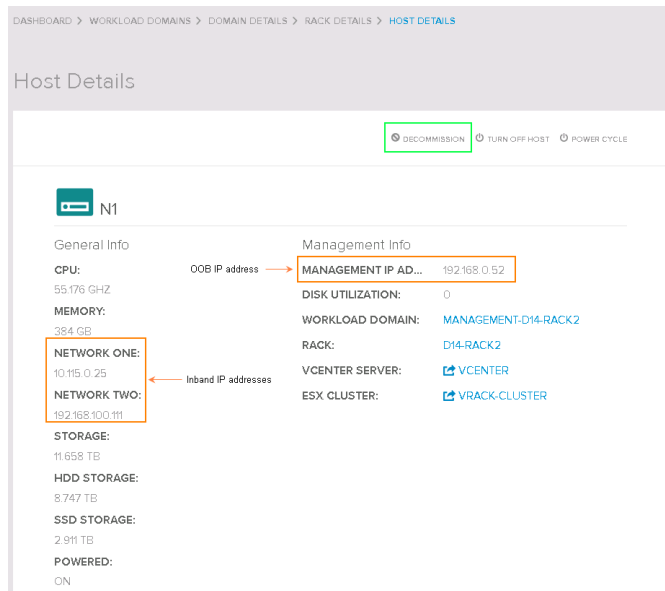 DASHBOARD > WORKLOAD DOMAINS > DOMAIN DETAILS > RACK DETAILS > HOST DETAILS
Host Details
DECOMMISSION TURN OFF HOST POWER CYCLE
N1
General Info
CPU:
55.176 GHZ
MEMORY:
384 GB
NETWORK ONE:
10.115.0.25
NETWORK TWO:
192.168.100.111
STORAGE:
11.658 TB
HDD STORAGE:
8.747 TB
SSD STORAGE:
2.911 TB
POWERED:
ON
OOB IP address
Inband IP addresses
Management Info
MANAGEMENT IP AD... 192.168.0.52
DISK UTILIZATION: 0
WORKLOAD DOMAIN: MANAGEMENT-D14-RACK2
RACK: D14-RACK2
VCENTER SERVER: VCENTER
ESX CLUSTER: VRACK-CLUSTER